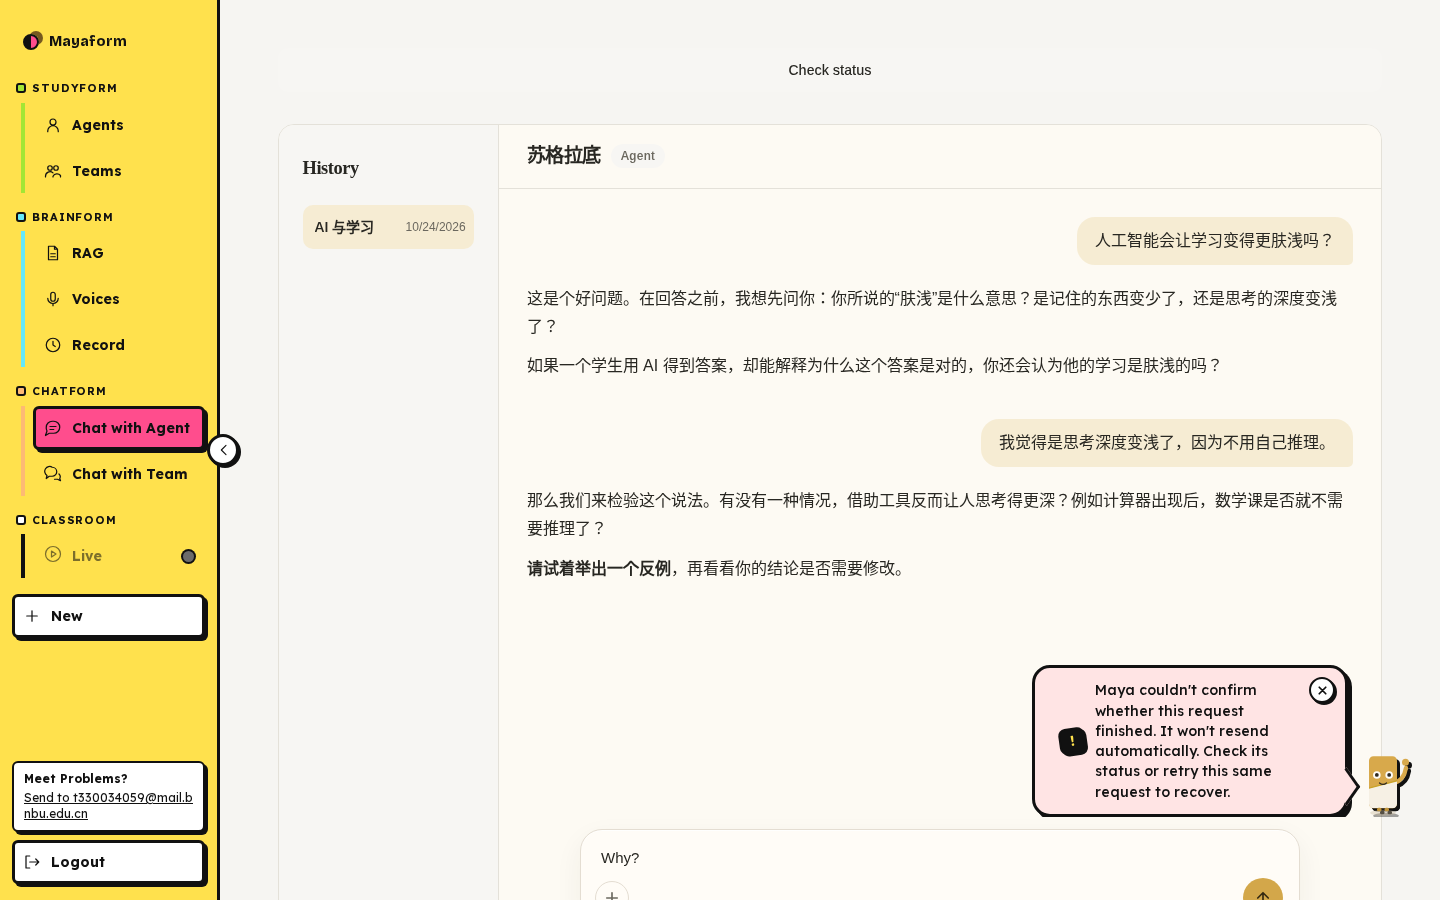 Mayaform
STUDYFORM
Agents
Teams
BRAINFORM
RAG
Voices
Record
CHATFORM
Chat with Agent
Chat with Team
CLASSROOM
Live
New
Meet Problems?
Send to t330034059@mail.b
nbu.edu.cn
Logout
Check status
History
AI 与学习 10/24/2026
苏格拉底 Agent
人工智能会让学习变得更肤浅吗？
这是个好问题。在回答之前，我想先问你：你所说的“肤浅”是什么意思？是记住的东西变少了，还是思考的深度变浅
了？
如果一个学生用 AI 得到答案，却能解释为什么这个答案是对的，你还会认为他的学习是肤浅的吗？
我觉得是思考深度变浅了，因为不用自己推理。
那么我们来检验这个说法。有没有一种情况，借助工具反而让人思考得更深？例如计算器出现后，数学课是否就不需
要推理了？
请试着举出一个反例，再看看你的结论是否需要修改。
!
Maya couldn't confirm
whether this request
finished. It won't resend
automatically. Check its
status or retry this same
request to recover.
Why?